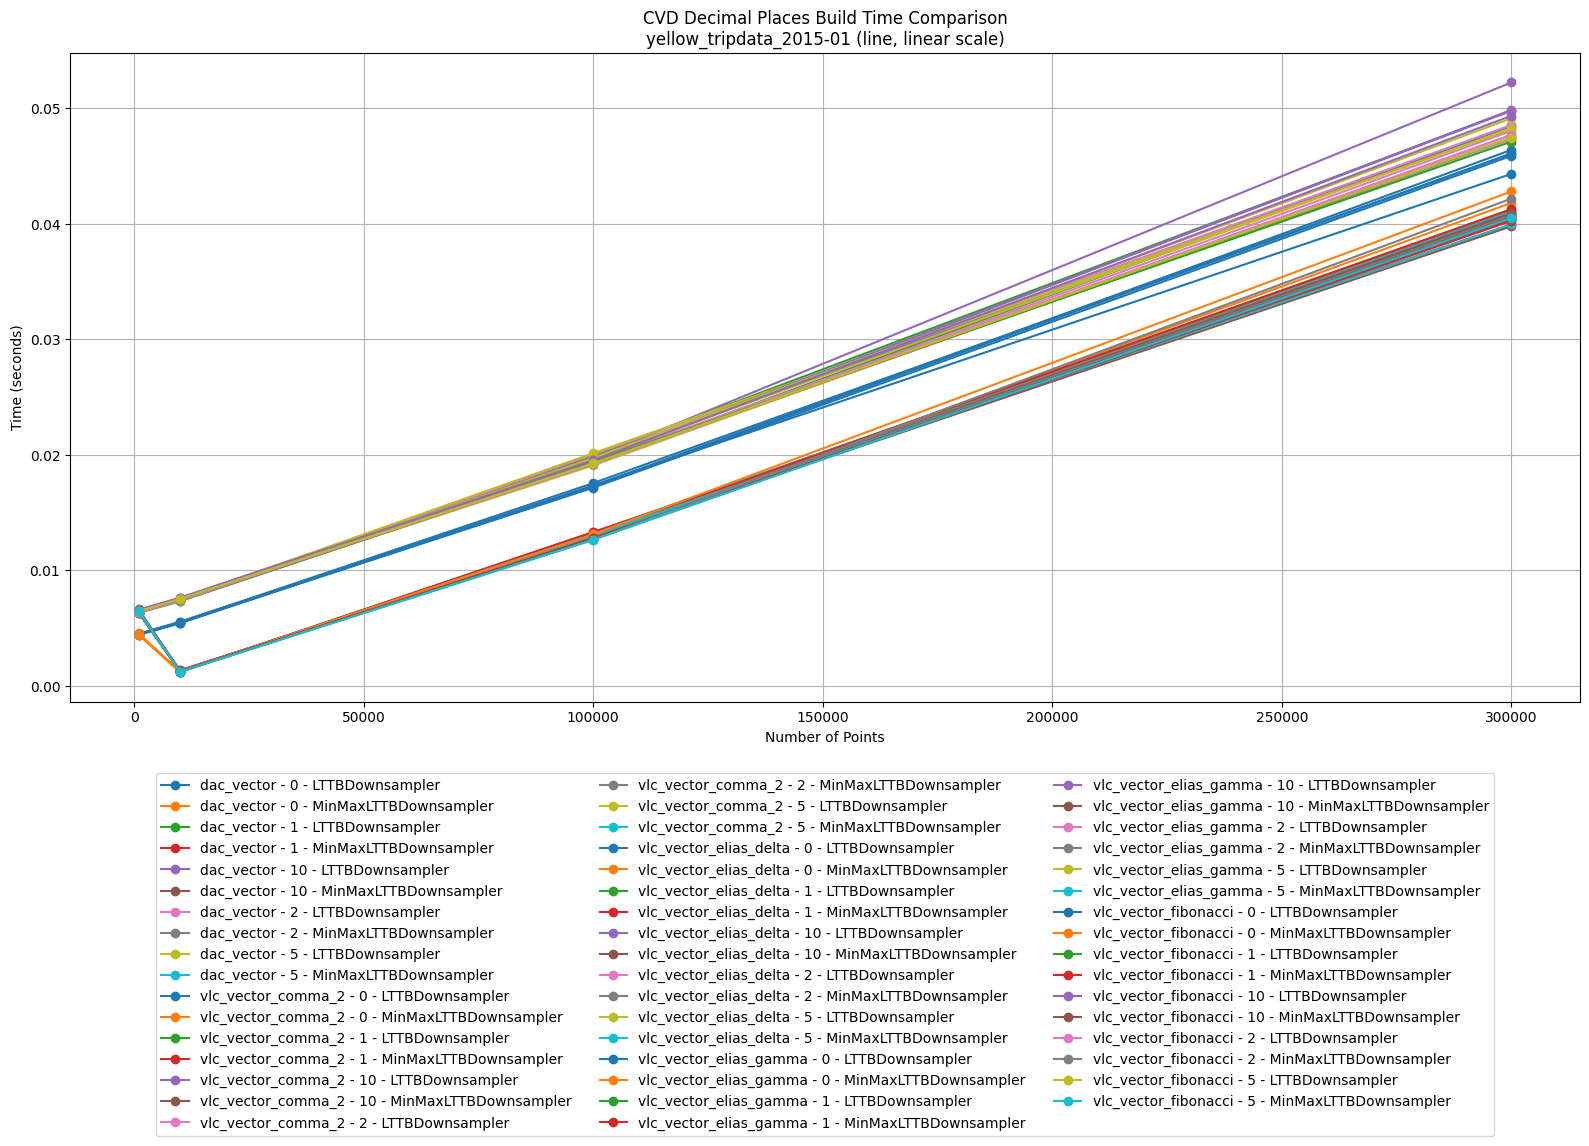 CVD Decimal Places Build Time Comparison
yellow_tripdata_2015-01 (line, linear scale)
Time (seconds)
0.05
0.04
0.03
0.02
0.01
0.00
0
50000
100000
150000
200000
250000
300000
Number of Points
dac_vector - 0 - LTTBDownsampler
dac_vector - 0 - MinMaxLTTBDownsampler
dac_vector - 1 - LTTBDownsampler
dac_vector - 1 - MinMaxLTTBDownsampler
dac_vector - 10 - LTTBDownsampler
dac_vector - 10 - MinMaxLTTBDownsampler
dac_vector - 2 - LTTBDownsampler
dac_vector - 2 - MinMaxLTTBDownsampler
dac_vector - 5 - LTTBDownsampler
dac_vector - 5 - MinMaxLTTBDownsampler
vlc_vector_comma_2 - 0 - LTTBDownsampler
vlc_vector_comma_2 - 0 - MinMaxLTTBDownsampler
vlc_vector_comma_2 - 1 - LTTBDownsampler
vlc_vector_comma_2 - 1 - MinMaxLTTBDownsampler
vlc_vector_comma_2 - 10 - LTTBDownsampler
vlc_vector_comma_2 - 10 - MinMaxLTTBDownsampler
vlc_vector_comma_2 - 2 - LTTBDownsampler
vlc_vector_comma_2 - 2 - MinMaxLTTBDownsampler
vlc_vector_comma_2 - 5 - LTTBDownsampler
vlc_vector_comma_2 - 5 - MinMaxLTTBDownsampler
vlc_vector_elias_delta - 0 - LTTBDownsampler
vlc_vector_elias_delta - 0 - MinMaxLTTBDownsampler
vlc_vector_elias_delta - 1 - LTTBDownsampler
vlc_vector_elias_delta - 1 - MinMaxLTTBDownsampler
vlc_vector_elias_delta - 10 - LTTBDownsampler
vlc_vector_elias_delta - 10 - MinMaxLTTBDownsampler
vlc_vector_elias_delta - 2 - LTTBDownsampler
vlc_vector_elias_delta - 2 - MinMaxLTTBDownsampler
vlc_vector_elias_delta - 5 - LTTBDownsampler
vlc_vector_elias_delta - 5 - MinMaxLTTBDownsampler
vlc_vector_elias_gamma - 0 - LTTBDownsampler
vlc_vector_elias_gamma - 0 - MinMaxLTTBDownsampler
vlc_vector_elias_gamma - 1 - LTTBDownsampler
vlc_vector_elias_gamma - 1 - MinMaxLTTBDownsampler
vlc_vector_elias_gamma - 10 - LTTBDownsampler
vlc_vector_elias_gamma - 10 - MinMaxLTTBDownsampler
vlc_vector_elias_gamma - 2 - LTTBDownsampler
vlc_vector_elias_gamma - 2 - MinMaxLTTBDownsampler
vlc_vector_elias_gamma - 5 - LTTBDownsampler
vlc_vector_elias_gamma - 5 - MinMaxLTTBDownsampler
vlc_vector_fibonacci - 0 - LTTBDownsampler
vlc_vector_fibonacci - 0 - MinMaxLTTBDownsampler
vlc_vector_fibonacci - 1 - LTTBDownsampler
vlc_vector_fibonacci - 1 - MinMaxLTTBDownsampler
vlc_vector_fibonacci - 10 - LTTBDownsampler
vlc_vector_fibonacci - 10 - MinMaxLTTBDownsampler
vlc_vector_fibonacci - 2 - LTTBDownsampler
vlc_vector_fibonacci - 2 - MinMaxLTTBDownsampler
vlc_vector_fibonacci - 5 - LTTBDownsampler
vlc_vector_fibonacci - 5 - MinMaxLTTBDownsampler